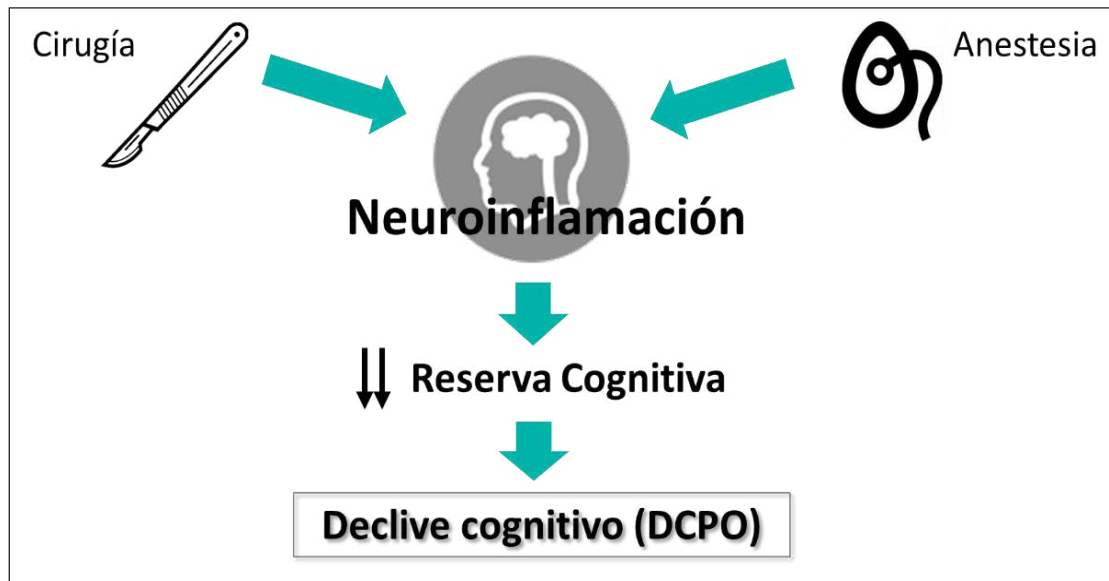 Cirugía
Anestesia
Neuroinflamación
Reserva Cognitiva
Declive cognitivo (DCPO)